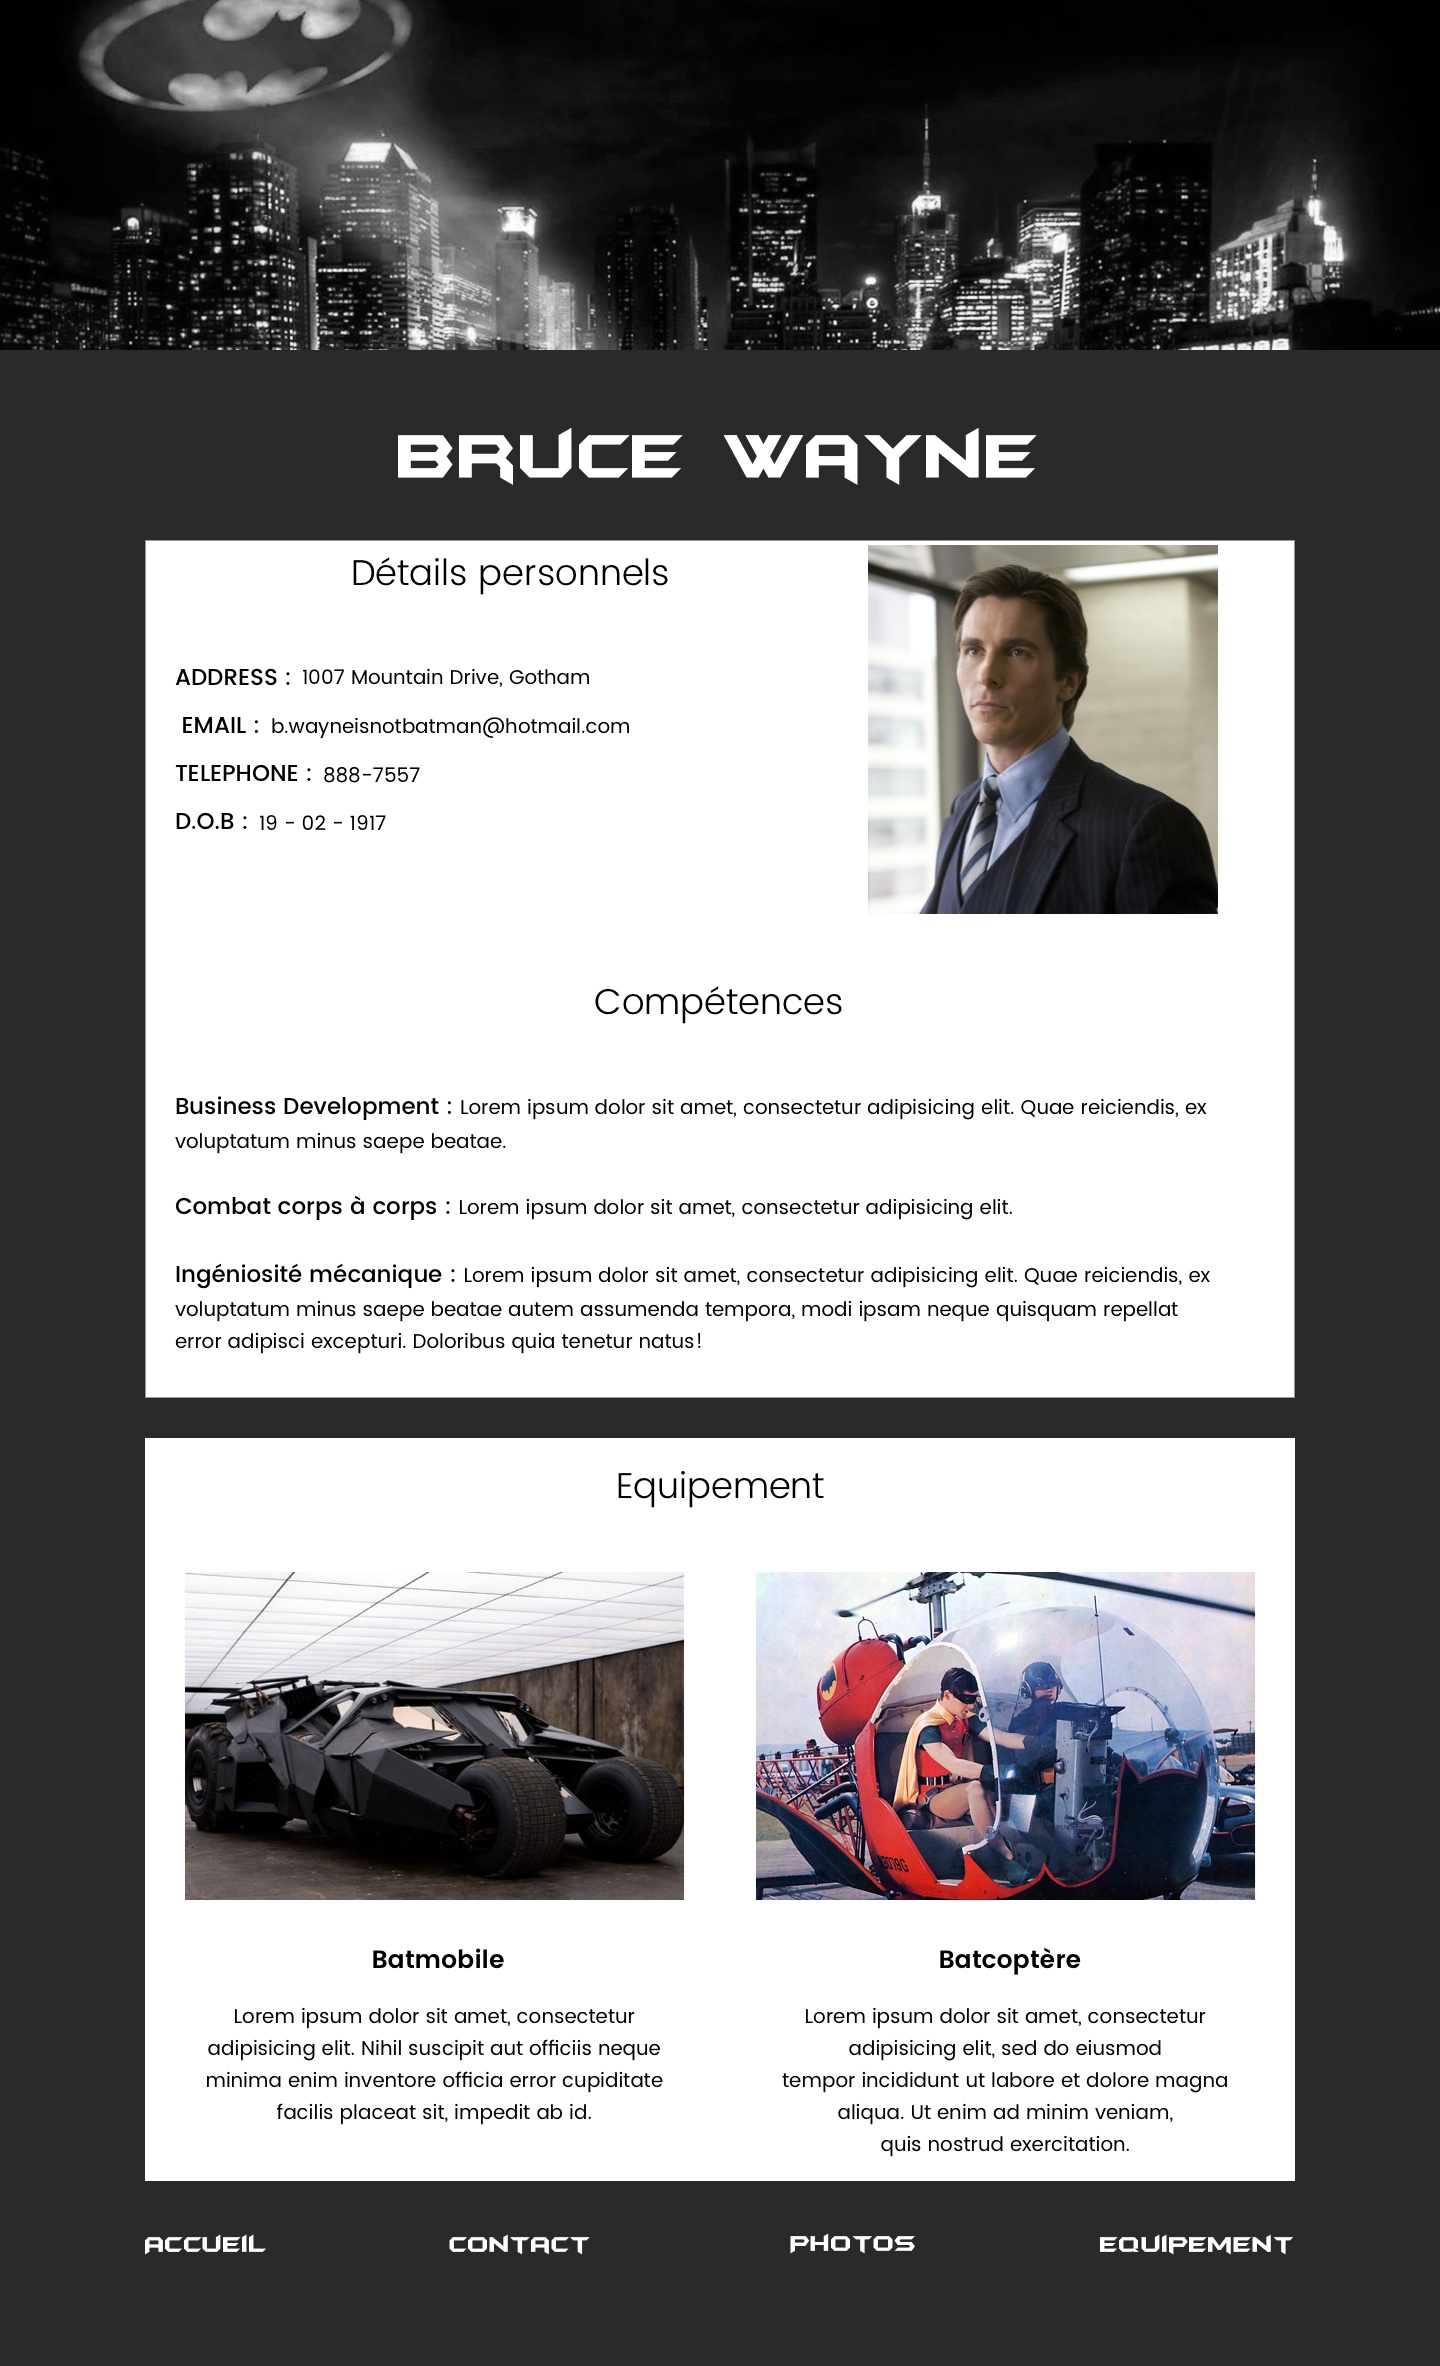 BRUCE WAYNE
Détails personnels
ADDRESS : 1007 Mountain Drive, Gotham
EMAIL : b.wayneisnotbatman@hotmail.com
TELEPHONE : 888-7557
D.O.B : 19 - 02 - 1917
Compétences
Business Development : Lorem ipsum dolor sit amet, consectetur adipisicing elit. Quae reiciendis, ex
voluptatum minus saepe beatae.
Combat corps à corps : Lorem ipsum dolor sit amet, consectetur adipisicing elit.
Ingéniosité mécanique : Lorem ipsum dolor sit amet, consectetur adipisicing elit. Quae reiciendis, ex
voluptatum minus saepe beatae autem assumenda tempora, modi ipsam neque quisquam repellat
error adipisci excepturi. Doloribus quia tenetur natus!
Equipement
Batmobile
Lorem ipsum dolor sit amet, consectetur
adipisicing elit. Nihil suscipit aut officiis neque
minima enim inventore officia error cupiditate
facilis placeat sit, impedit ab id.
Batcoptère
Lorem ipsum dolor sit amet, consectetur
adipisicing elit, sed do eiusmod
tempor incididunt ut labore et dolore magna
aliqua. Ut enim ad minim veniam,
quis nostrud exercitation.
ACCUEIL
CONTACT
PHOTOS
EQUIPEMENT